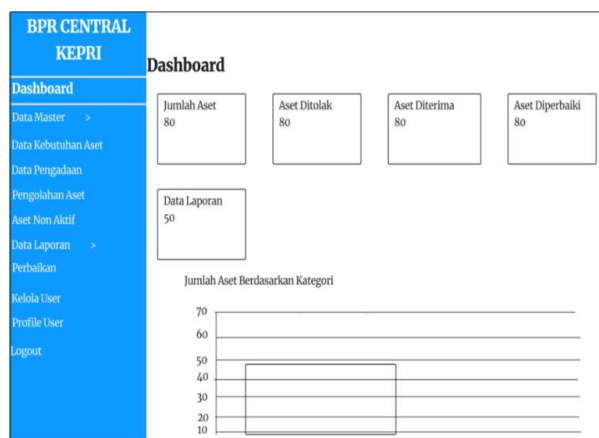 BPR CENTRAL
KEPRI
Dashboard
Data Master >
Data Kebutuhan Aset
Data Pengadaan
Pengolahan Aset
Aset Non Aktif
Data Laporan >
Perbaikan
Kelola User
Profile User
Logout
Dashboard
Jumlah Aset
80
Aset Ditolak
80
Aset Diterima
80
Aset Diperbaiki
80
Data Laporan
50
Jumlah Aset Berdasarkan Kategori
70
60
50
40
30
20
10